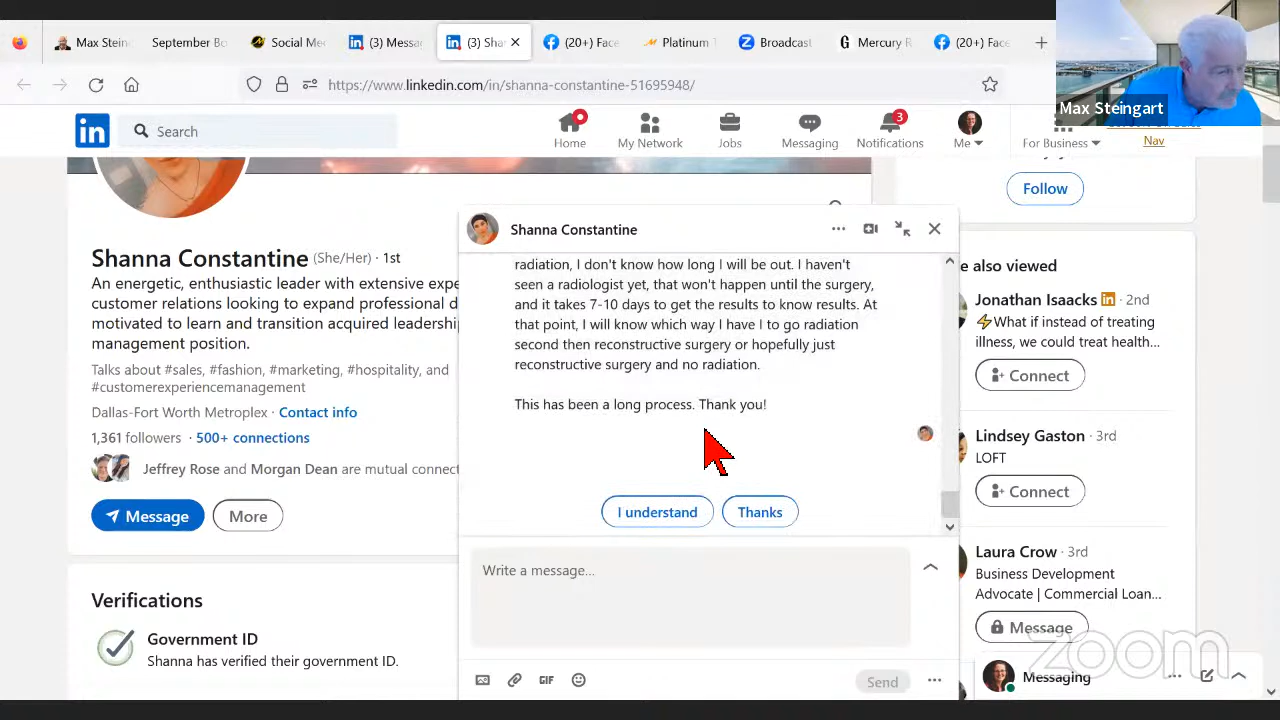 Max Stein
September Bo
Social Me
(3) Messa
(3) Sha
(20+) Face
Platinum T
Broadcast
Mercury R
(20+) Face
Max Steingart
https://www.linkedin.com/in/shanna-constantine-51695948/
in
Search
Home
My Network
Jobs
Messaging
3
Notifications
Me
For Business
Nav
Follow
Shanna Constantine (She/Her) · 1st
An energetic, enthusiastic leader with extensive expe
customer relations looking to expand professional d
motivated to learn and transition acquired leadership
management position.
Talks about #sales, #fashion, #marketing, #hospitality, and
#customerexperiencemanagement
Dallas-Fort Worth Metroplex · Contact info
1,361 followers · 500+ connections
Jeffrey Rose and Morgan Dean are mutual connect
Message
More
Verifications
Government ID
Shanna has verified their government ID.
Shanna Constantine
radiation, I don't know how long I will be out. I haven't
seen a radiologist yet, that won't happen until the surgery,
and it takes 7-10 days to get the results to know results. At
that point, I will know which way I have I to go radiation
second then reconstructive surgery or hopefully just
reconstructive surgery and no radiation.
This has been a long process. Thank you!
I understand
Thanks
Write a message...
GIF
Send
e also viewed
Jonathan Isaacks in · 2nd
⚡What if instead of treating
illness, we could treat health...
Connect
Lindsey Gaston · 3rd
LOFT
Connect
Laura Crow · 3rd
Business Development
Advocate | Commercial Loan...
Message
zoom
Messaging